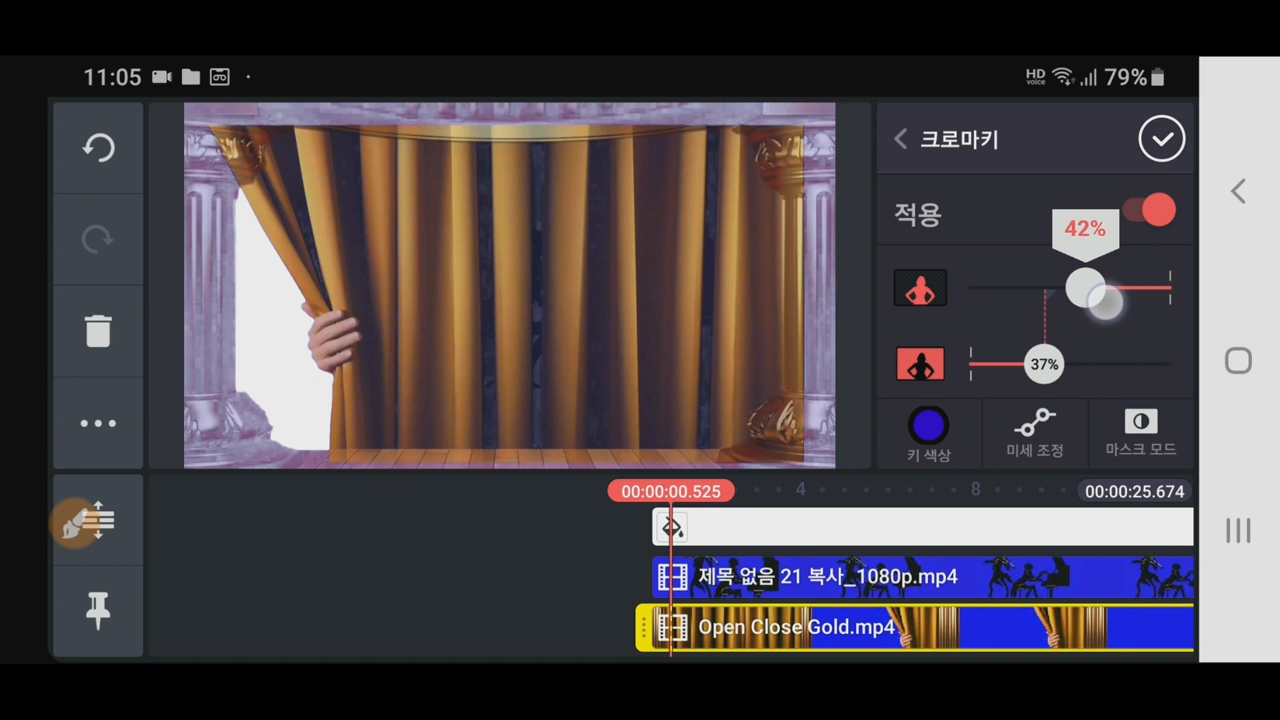 11:05
HD voice
79%
크로마키
적용
42%
37%
키 색상
미세 조정
마스크 모드
00:00:00.525
4
8
00:00:25.674
제목 없음 21 복사_1080p.mp4
Open Close Gold.mp4